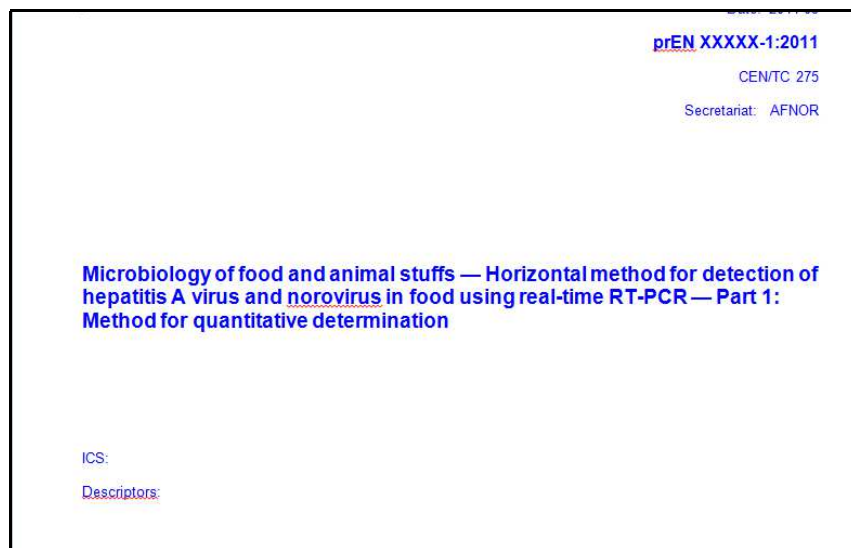 prEN XXXXX-1:2011
CEN/TC 275
Secretariat: AFNOR
Microbiology of food and animal stuffs — Horizontal method for detection of
hepatitis A virus and norovirus in food using real-time RT-PCR — Part 1:
Method for quantitative determination
ICS:
Descriptors: